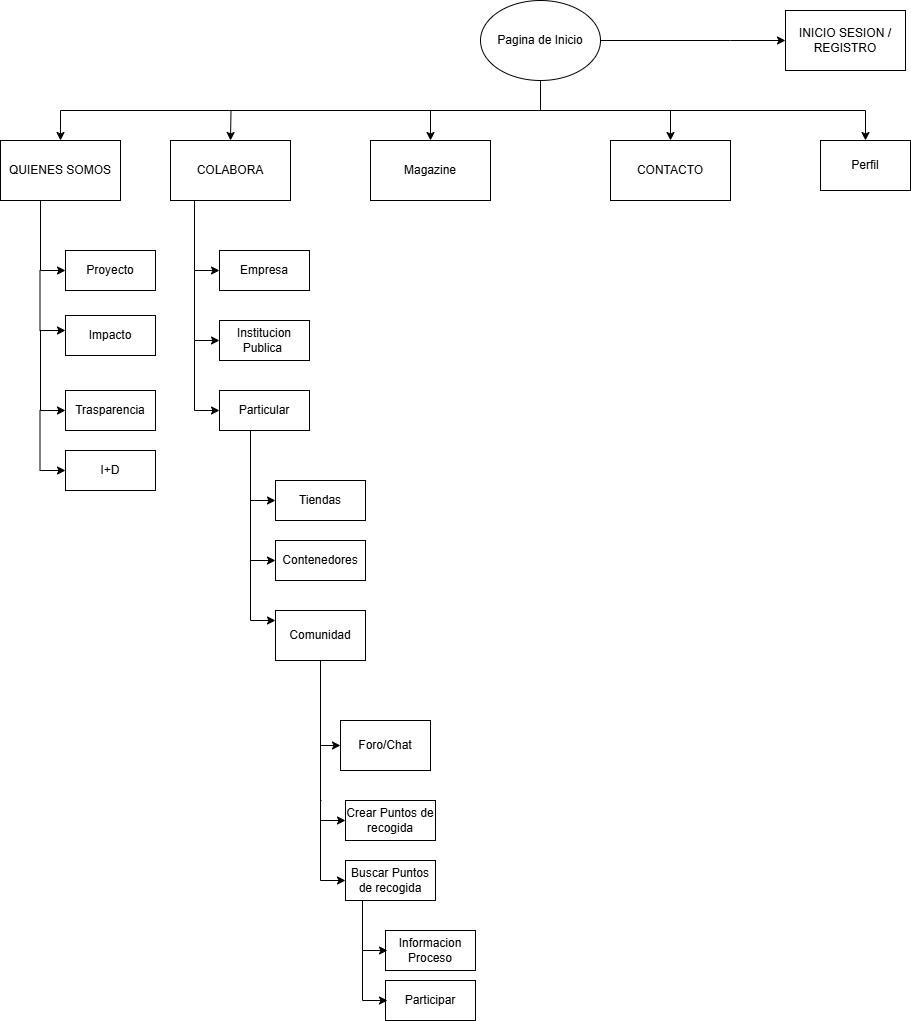 Pagina de Inicio
INICIO SESION /
REGISTRO
QUIENES SOMOS
COLABORA
Magazine
CONTACTO
Perfil
Proyecto
Impacto
Trasparencia
I+D
Empresa
Institucion
Publica
Particular
Tiendas
Contenedores
Comunidad
Foro/Chat
Crear Puntos de
recogida
Buscar Puntos
de recogida
Informacion
Proceso
Participar